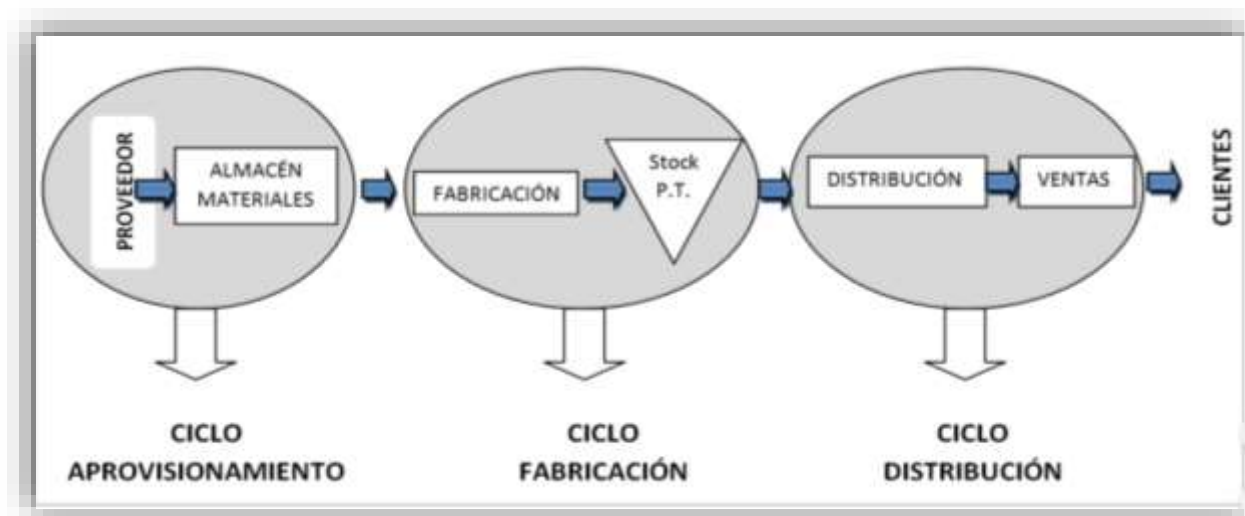 PROVEEDOR
ALMACÉN
MATERIALES
FABRICACIÓN
Stock
P.T.
DISTRIBUCIÓN
VENTAS
CLIENTES
CICLO
APROVISIONAMIENTO
CICLO
FABRICACIÓN
CICLO
DISTRIBUCIÓN